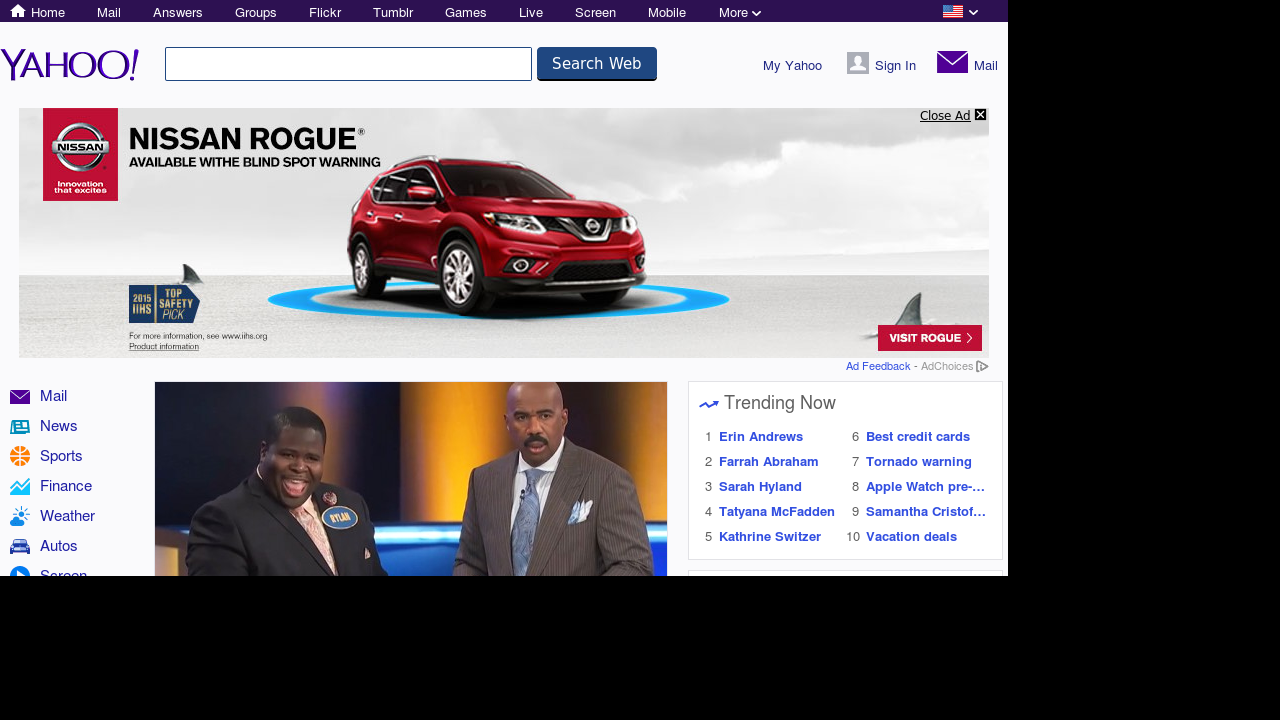 Home Mail Answers Groups Flickr Tumblr Games Live Screen Mobile More
YAHOO!
Search Web
My Yahoo Sign In Mail
Close Ad
NISSAN
Innovation
that excites
NISSAN ROGUE®
AVAILABLE WITHE BLIND SPOT WARNING
2015
IIHS
TOP
SAFETY
PICK
For more information, see www.iihs.org
Product information
VISIT ROGUE
Ad Feedback - AdChoices
Mail
News
Sports
Finance
Weather
Autos
Screen
RYLAN
Trending Now
1 Erin Andrews
2 Farrah Abraham
3 Sarah Hyland
4 Tatyana McFadden
5 Kathrine Switzer
6 Best credit cards
7 Tornado warning
8 Apple Watch pre-...
9 Samantha Cristof...
10 Vacation deals